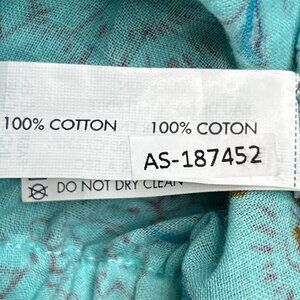 100% COTTON 100% COTON
AS-187452
DO NOT DRY CLEAN